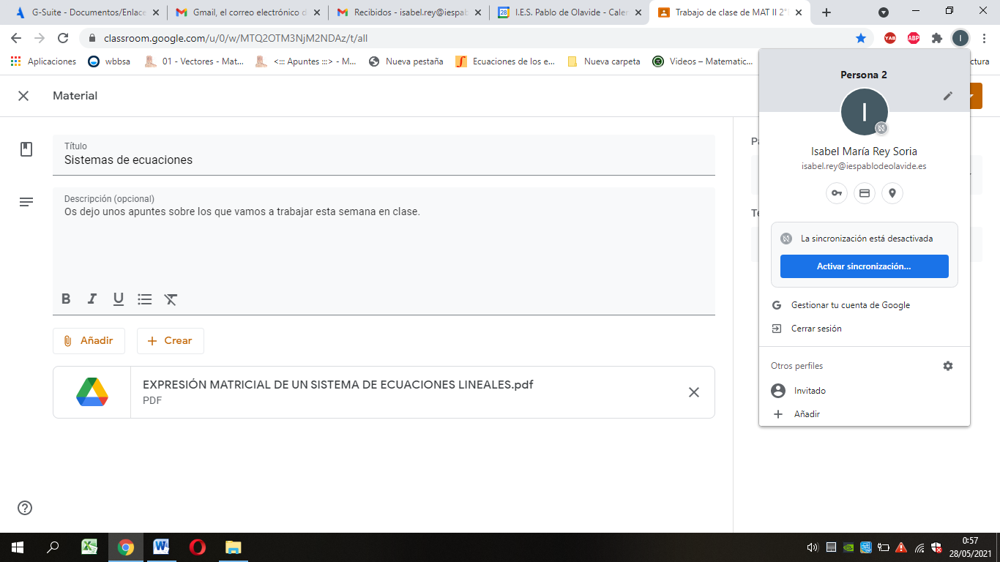 G-Suite - Documentos/Enlace
Gmail, el correo electrónico d
Recibidos - isabel.rey@iespab
28
I.E.S. Pablo de Olavide - Calen
Trabajo de clase de MAT II 2º
classroom.google.com/u/0/w/MTQ2OTM3NjM2NDAz/t/all
YAB
ABP
I
Aplicaciones
wbbsa
01 - Vectores - Mat...
<::: Apuntes :::> - M...
Nueva pestaña
Ecuaciones de los e...
Nueva carpeta
Videos – Matematic...
ctura
Material
Título
Sistemas de ecuaciones
Descripción (opcional)
Os dejo unos apuntes sobre los que vamos a trabajar esta semana en clase.
B I U
Añadir
Crear
EXPRESIÓN MATRICIAL DE UN SISTEMA DE ECUACIONES LINEALES.pdf
PDF
Persona 2
I
Isabel María Rey Soria
isabel.rey@iespablodeolavide.es
La sincronización está desactivada
Activar sincronización...
Gestionar tu cuenta de Google
Cerrar sesión
Otros perfiles
Invitado
Añadir
0:57
28/05/2021